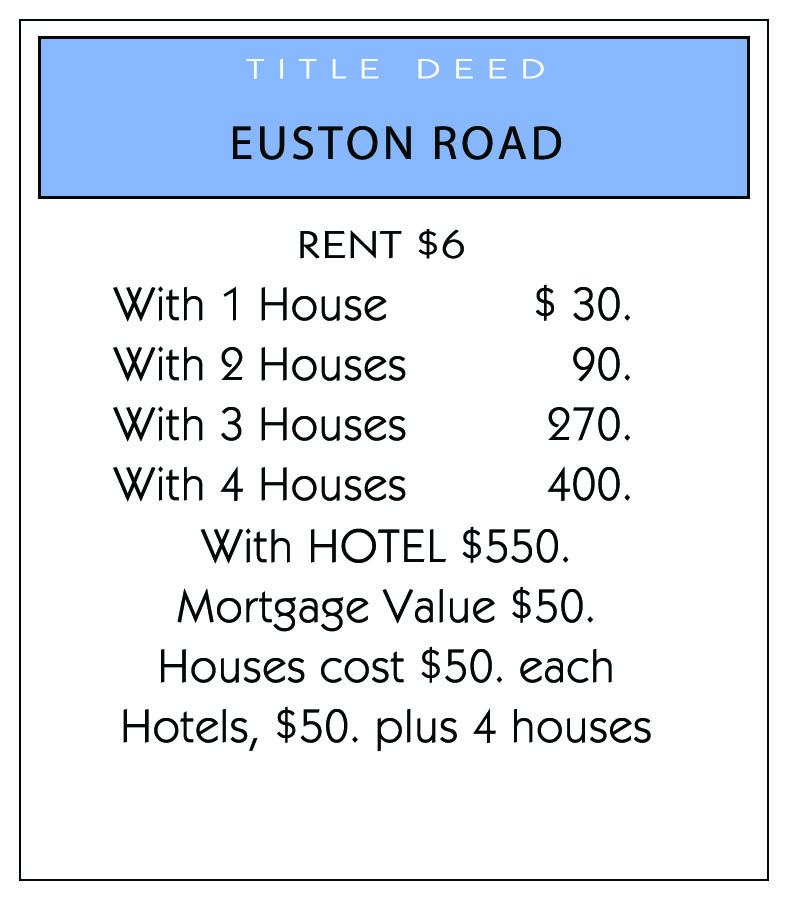 TITLE DEED
EUSTON ROAD
RENT $6
With 1 House $ 30.
With 2 Houses 90.
With 3 Houses 270.
With 4 Houses 400.
With HOTEL $550.
Mortgage Value $50.
Houses cost $50. each
Hotels, $50. plus 4 houses